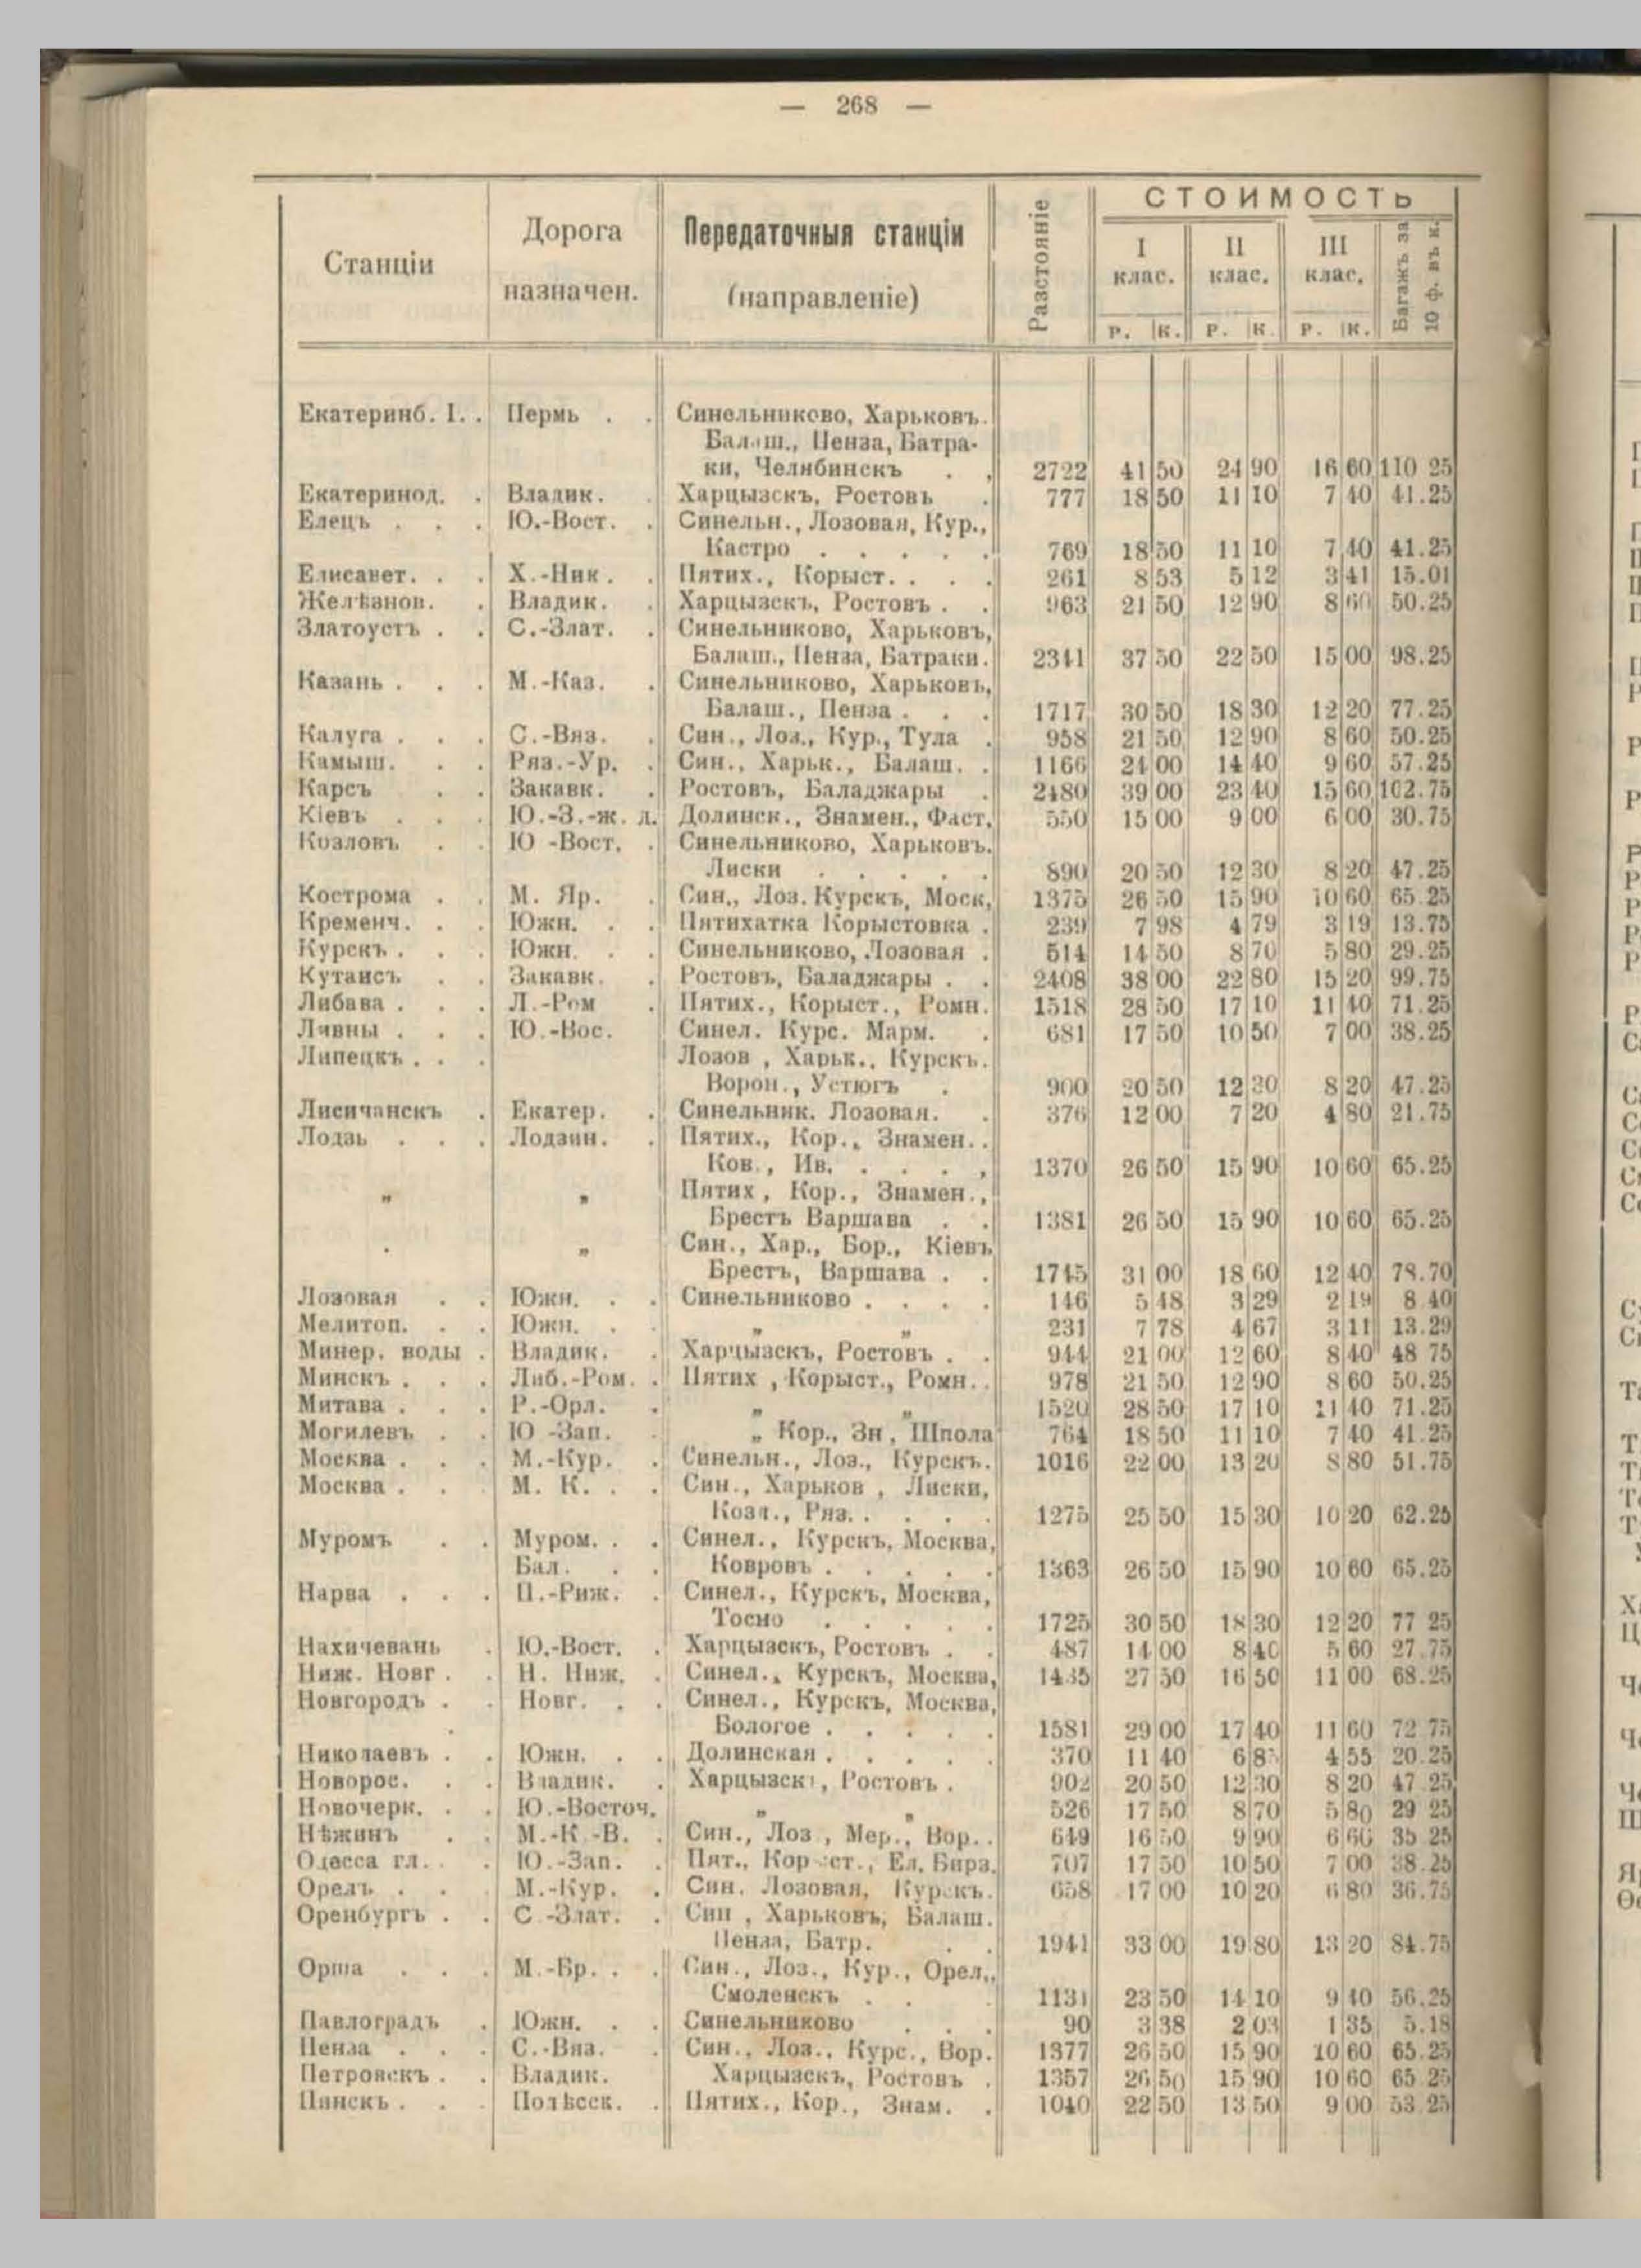 — 268 —
Станціи Дорога назначен. Передаточныя станціи (направленіе) Разстояніе СТОИМОСТЬ
I клас. II клас. III клас. Багажъ за 10 ф. въ к.
Р. К. Р. К. Р. К.
Екатеринб. I. . Пермь . . Синельниково, Харьковъ.
Балаш., Пенза, Батра-
ки, Челябинскъ . , 2722 41 50 24 90 16 60 110 25
Екатеринод. . Владик. . Харцызскъ, Ростовъ . 777 18 50 11 10 7 40 41.25
Елецъ . . . Ю.-Вост. . Синельн., Лозовая, Кур.,
Кастро . . . . . 769 18 50 11 10 7 40 41.25
Елисавет. . . Х.-Ник. . Пятих., Корыст. . . . 261 8 53 5 12 3 41 15.01
Желѣзнов. . Владик. . Харцызскъ, Ростовъ . . 963 21 50 12 90 8 60 50.25
Златоустъ . . С.-Злат. . Синельниково, Харьковъ,
Балаш., Пенза, Батраки. 2341 37 50 22 50 15 00 98.25
Казань . . . М.-Каз. . Синельниково, Харьковъ,
Балаш., Пенза . . . 1717 30 50 18 30 12 20 77.25
Калуга . . . С.-Вяз. . Син., Лоз., Кур., Тула . 958 21 50 12 90 8 60 50.25
Камыш. . . Ряз.-Ур. . Син., Харьк., Балаш. . 1166 24 00 14 40 9 60 57.25
Карсъ . . Закавк. . Ростовъ, Баладжары . 2480 39 00 23 40 15 60 102.75
Кіевъ . . . Ю.-З.-ж. д. Долинск., Знамен., Фаст. 550 15 00 9 00 6 00 30.75
Козловъ . . Ю -Вост. . Синельниково, Харьковъ.
Лиски . . . . . 890 20 50 12 30 8 20 47.25
Кострома . . М. Яр. . Син., Лоз. Курскъ, Моск, 1375 26 50 15 90 10 60 65.25
Кременч. . . Южн. . . Пятихатка Корыстовка . 239 7 98 4 79 3 19 13.75
Курскъ . . . Южн. . . Синельниково, Лозовая . 514 14 50 8 70 5 80 29.25
Кутаисъ . . Закавк. . Ростовъ, Баладжары . . 2408 38 00 22 80 15 20 99.75
Либава . . . Л.-Ром . Пятих., Корыст., Ромн. 1518 28 50 17 10 11 40 71.25
Ливны . . . Ю.-Вос. . Синел. Курс. Марм. . 681 17 50 10 50 7 00 38.25
Липецкъ . . . Лозов , Харьк., Курскъ.
Ворон., Устюгъ . 900 20 50 12 30 8 20 47.25
Лисичанскъ . Екатер. . Синельник. Лозовая. . 376 12 00 7 20 4 80 21.75
Лодзь . . . Лодзин. . Пятих., Кор., Знамен..
Ков., Ив. . . . . , 1370 26 50 15 90 10 60 65.25
„ „ Пятих , Кор., Знамен.,
Брестъ Варшава . . 1381 26 50 15 90 10 60 65.25
. „ Син., Хар., Бор., Кіевъ
Брестъ, Варшава . . 1745 31 00 18 60 12 40 78.70
Лозовая . . Южн. . . Синельниково . . . . 146 5 48 3 29 2 19 8 40
Мелитоп. . . Южн. . . „ „ 231 7 78 4 67 3 11 13.29
Минер. воды . Владик. . Харцызскъ, Ростовъ . . 944 21 00 12 60 8 40 48 75
Минскъ . . . Либ.-Ром. . Пятих , Корыст., Ромн. . 978 21 50 12 90 8 60 50.25
Митава . . . Р.-Орл. . „ „ 1520 28 50 17 10 11 40 71.25
Могилевъ . . Ю -Зап. . „ Кор., Зн , Шпола 764 18 50 11 10 7 40 41.25
Москва . . . М.-Кур. . Синельн., Лоз., Курскъ. 1016 22 00 13 20 8 80 51.75
Москва . . . М. К. . . Син., Харьков , Лиски,
Козл., Ряз. . . . . 1275 25 50 15 30 10 20 62.25
Муромъ . . Муром. . . Синел., Курскъ, Москва,
Бал. . . Ковровъ . . . . . 1363 26 50 15 90 10 60 65.25
Нарва . . . П.-Риж. . Синел., Курскъ, Москва,
Тосно . . . . . 1725 30 50 18 30 12 20 77 25
Нахичевань . Ю.-Вост. . Харцызскъ, Ростовъ . . 487 14 00 8 40 5 60 27.75
Ниж. Новг . . Н. Ниж. . Синел., Курскъ, Москва, 1435 27 50 16 50 11 00 68.25
Новгородъ . . Новг. . . Синел., Курскъ, Москва,
Бологое . . . . . 1581 29 00 17 40 11 60 72 75
Николаевъ . . Южн. . . Долинская . . . . . 370 11 40 4 55 20.25
Новорос. . . Владик. . Харцызскъ, Ростовъ . 902 20 50 12 30 8 20 47 25
Новочерк. . . Ю.-Восточ. „ „ 526 17 50 8 70 5 80 29 25
Нѣжинъ . . М.-К -В. . Син., Лоз , Мер., Вор. . 649 16 50 9 90 6 60 35 25
Одесса гл. . . Ю.-Зап. . Пят., Корыст., Ел. Бирз. 707 17 50 10 50 7 00 38.25
Орелъ . . . М.-Кур. . Син. Лозовая, Курскъ. 658 17 00 10 20 6 80 36.75
Оренбургъ . . С -Злат. . Син , Харьковъ, Балаш.
Пенза, Батр. . . 1941 33 00 19 80 13 20 84.75
Орша . . . М.-Бр. . . Син., Лоз., Кур., Орел.,
Смоленскъ . . . 1131 23 50 14 10 9 40 56.25
Павлоградъ . Южн. . . Синельниково . . . 90 3 38 2 03 1 35 5.18
Пенза . . . С.-Вяз. . Син., Лоз., Курс., Вор. 1377 26 50 15 90 10 60 65.25
Петровскъ . . Владик. . Харцызскъ, Ростовъ . 1357 26 50 15 90 10 60 65 25
Пинскъ . . . Полѣсск. . Пятих., Кор., Знам. . 1040 22 50 13 50 9 00 53 25